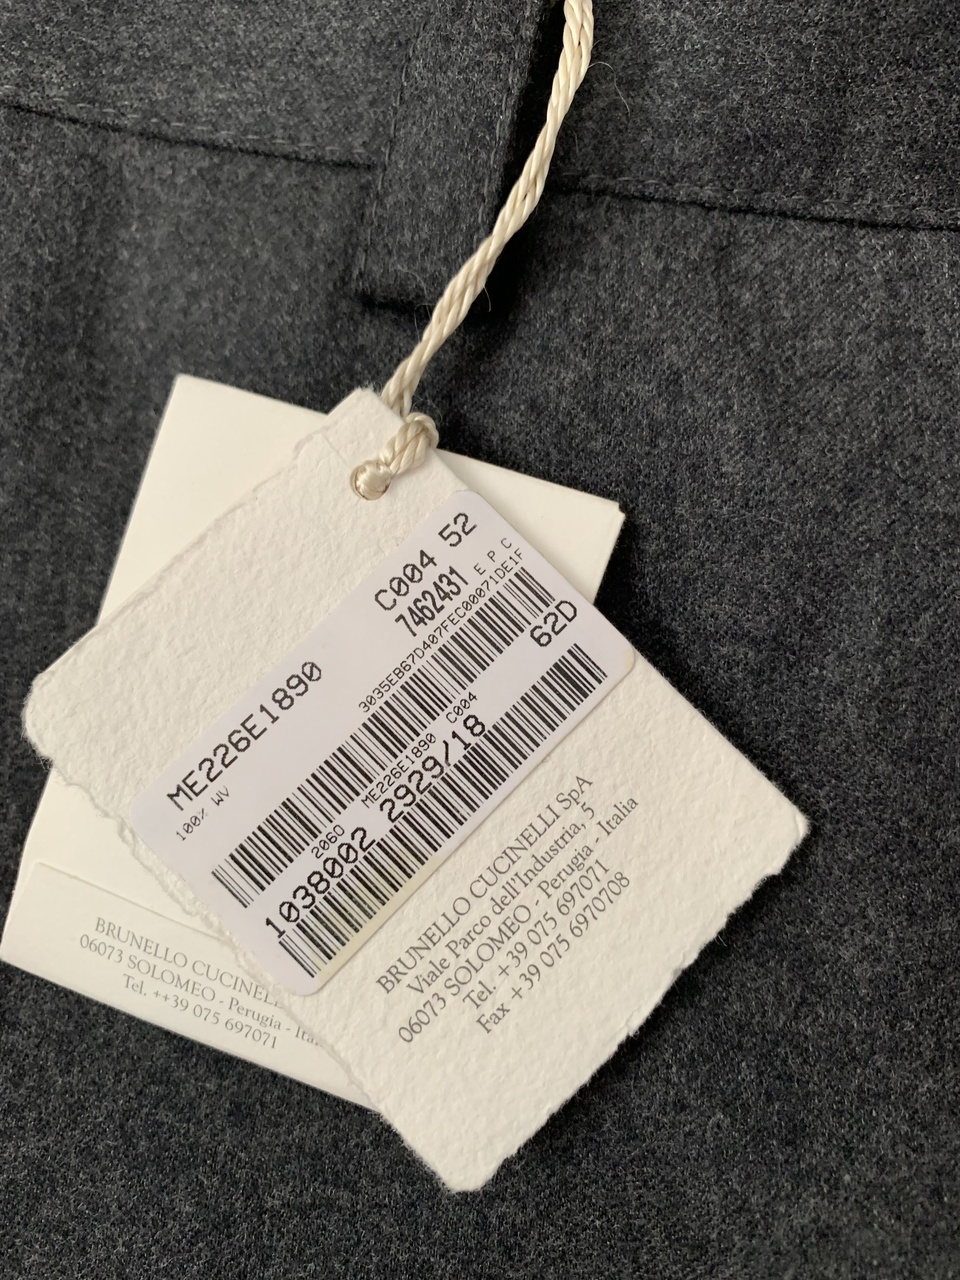 C004 52
7462431
E P C
ME226E1890
100% WV
3035EB67D407FEC00071DE1F
62D
2060 ME226E1890 C004
1038002 2929/18
BRUNELLO CUCINELLI SpA
Viale Parco dell'Industria, 5
06073 SOLOMEO - Perugia - Italia
Tel. +39 075 697071
Fax +39 075 6970708
BRUNELLO CUCINEL
06073 SOLOMEO - Perugia - Ita
Tel. ++39 075 697071